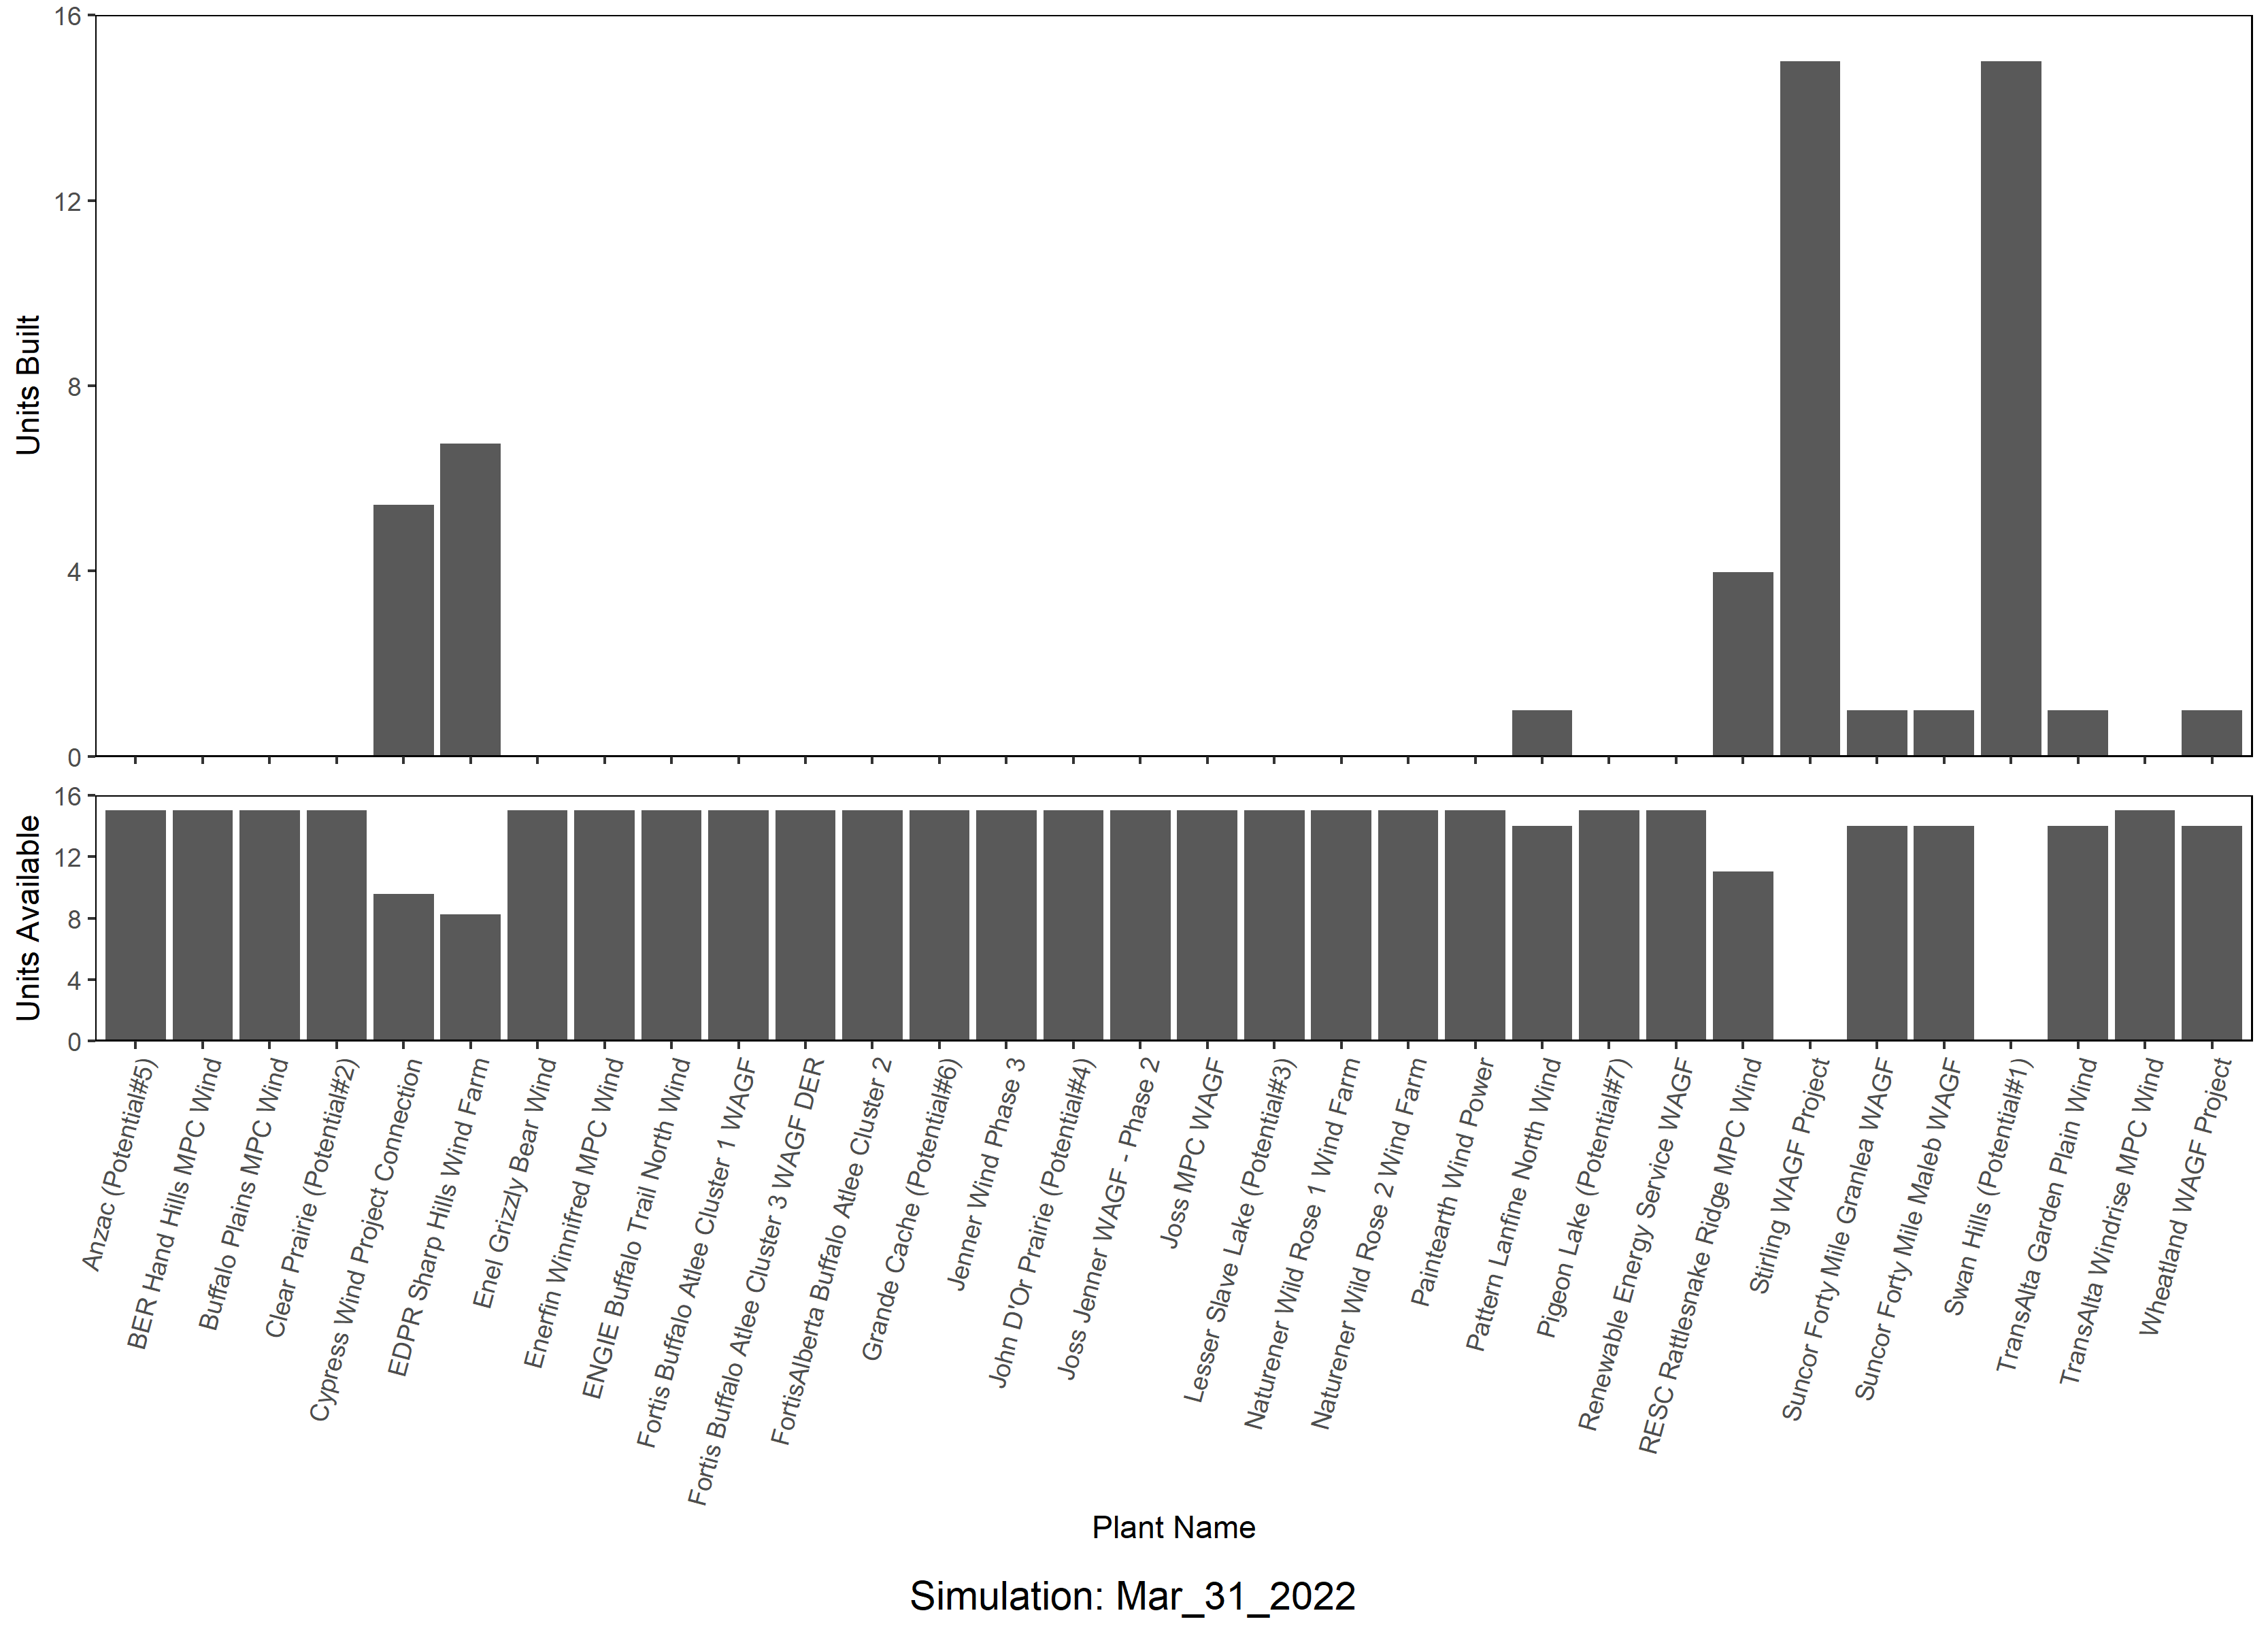 Units Built
16
12
8
4
0
Units Available
16
12
8
4
0
Anzac (Potential#5)
BER Hand Hills MPC Wind
Buffalo Plains MPC Wind
Clear Prairie (Potential#2)
Cypress Wind Project Connection
EDPR Sharp Hills Wind Farm
Enel Grizzly Bear Wind
Enerfin Winnifred MPC Wind
ENGIE Buffalo Trail North Wind
Fortis Buffalo Atlee Cluster 1 WAGF
Fortis Buffalo Atlee Cluster 3 WAGF DER
FortisAlberta Buffalo Atlee Cluster 2
Grande Cache (Potential#6)
Jenner Wind Phase 3
John D'Or Prairie (Potential#4)
Joss Jenner WAGF - Phase 2
Joss MPC WAGF
Lesser Slave Lake (Potential#3)
Naturener Wild Rose 1 Wind Farm
Naturener Wild Rose 2 Wind Farm
Paintearth Wind Power
Pattern Lanfine North Wind
Pigeon Lake (Potential#7)
Renewable Energy Service WAGF
RESC Rattlesnake Ridge MPC Wind
Stirling WAGF Project
Suncor Forty Mile Granlea WAGF
Suncor Forty Mile Maleb WAGF
Swan Hills (Potential#1)
TransAlta Garden Plain Wind
TransAlta Windrise MPC Wind
Wheatland WAGF Project
Plant Name
Simulation: Mar_31_2022